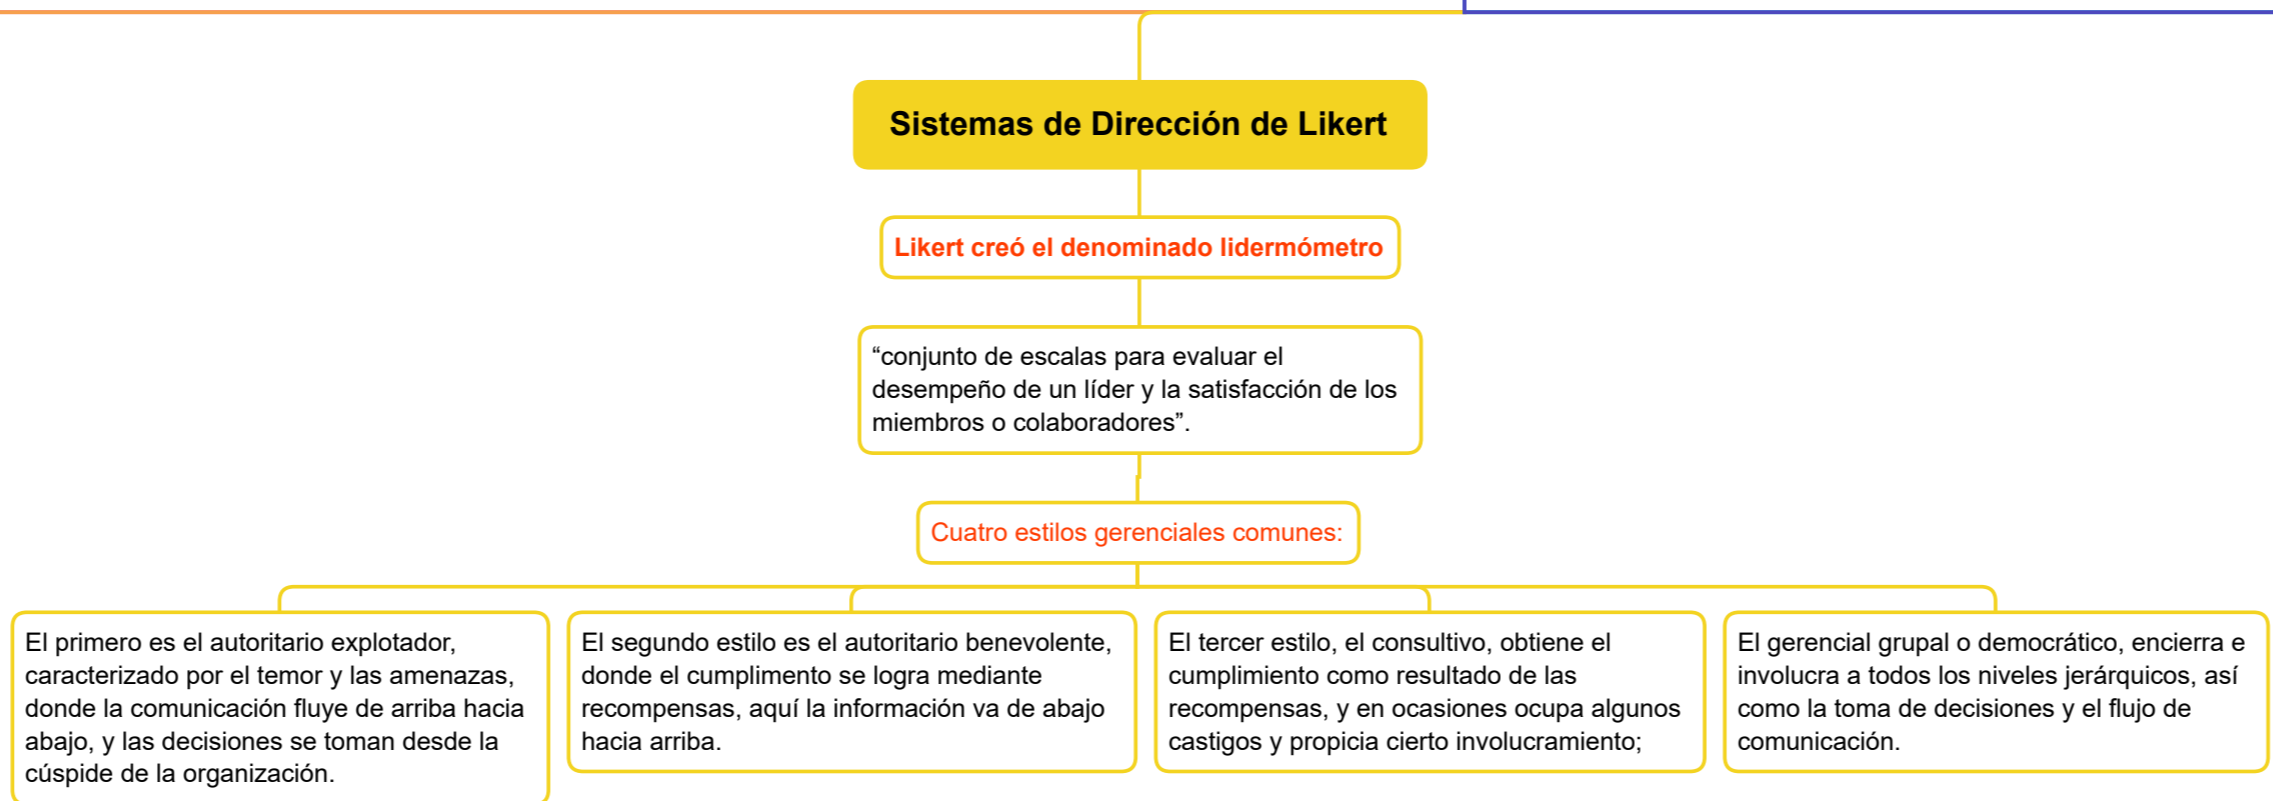 Sistemas de Dirección de Likert
Likert creó el denominado lidermómetro
“conjunto de escalas para evaluar el
desempeño de un líder y la satisfacción de los
miembros o colaboradores”.
Cuatro estilos gerenciales comunes:
El primero es el autoritario explotador,
caracterizado por el temor y las amenazas,
donde la comunicación fluye de arriba hacia
abajo, y las decisiones se toman desde la
cúspide de la organización.
El segundo estilo es el autoritario benevolente,
donde el cumplimento se logra mediante
recompensas, aquí la información va de abajo
hacia arriba.
El tercer estilo, el consultivo, obtiene el
cumplimiento como resultado de las
recompensas, y en ocasiones ocupa algunos
castigos y propicia cierto involucramiento;
El gerencial grupal o democrático, encierra e
involucra a todos los niveles jerárquicos, así
como la toma de decisiones y el flujo de
comunicación.